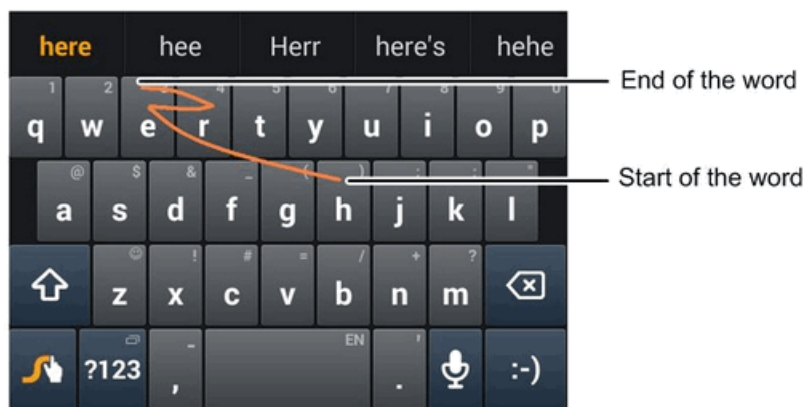 here hee Herr here's hehe
End of the word
1 2 3 4 5 6 7 8 9 0
q w e r t y u i o p
Start of the word
@ $ & _ ( ) : ; "
a s d f g h j k l
! # = / + ?
z x c v b n m
EN
?123 , . :-)